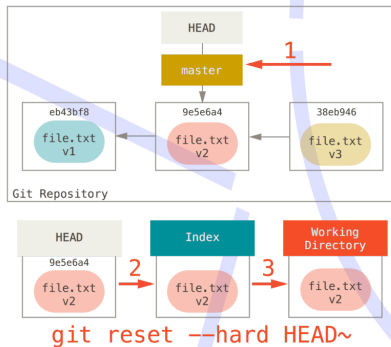 HEAD
master
1
eb43bf8
9e5e6a4
38eb946
file.txt
v1
file.txt
v2
file.txt
v3
Git Repository
HEAD
Index
Working
Directory
9e5e6a4
2
3
file.txt
v2
file.txt
v2
file.txt
v2
git reset --hard HEAD~